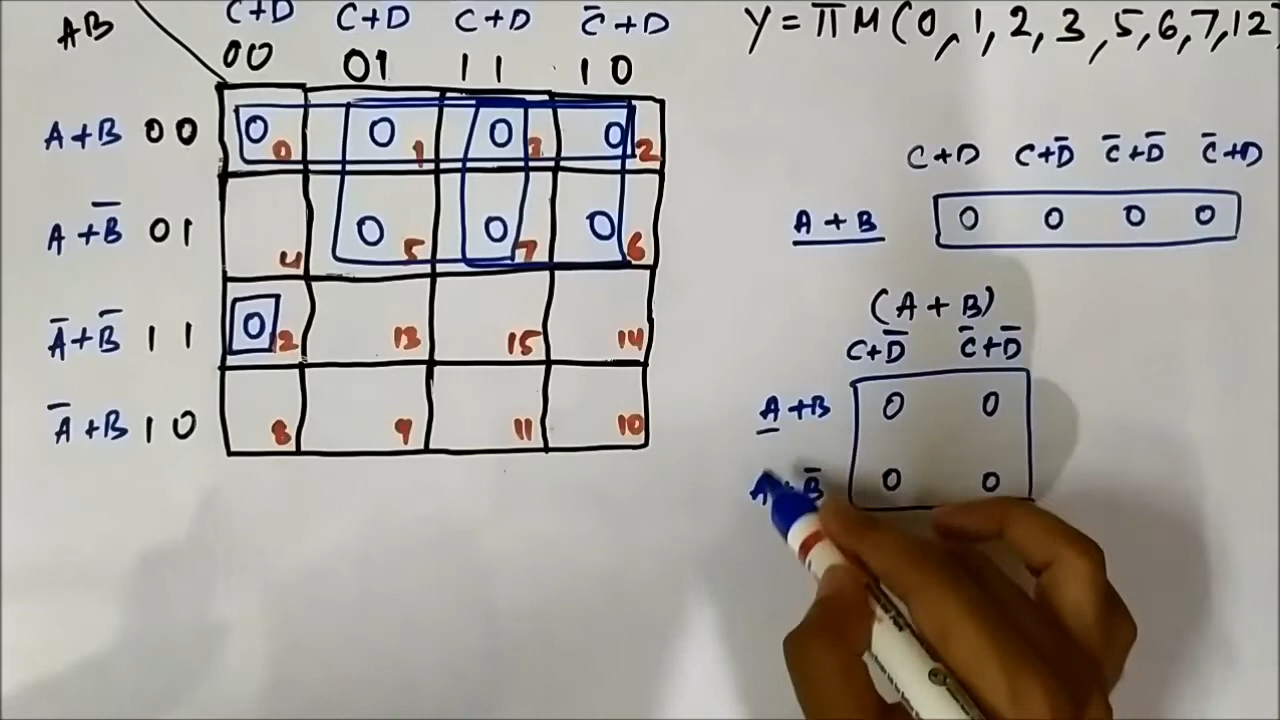 C+D C+D̅ C̅+D̅ C̅+D
AB
00 01 11 10
Y = πM(0, 1, 2, 3, 5, 6, 7, 12)
A+B 00 0 0 0 1 0 3 0 2
A+B̅ 01 4 0 5 0 7 0 6
A̅+B̅ 11 0 12 13 15 14
A̅+B 10 8 9 11 10
C+D C+D̅ C̅+D̅ C̅+D
A+B 0 0 0 0
(A+B)
C+D̅ C̅+D̅
A+B 0 0
A+B̅ 0 0